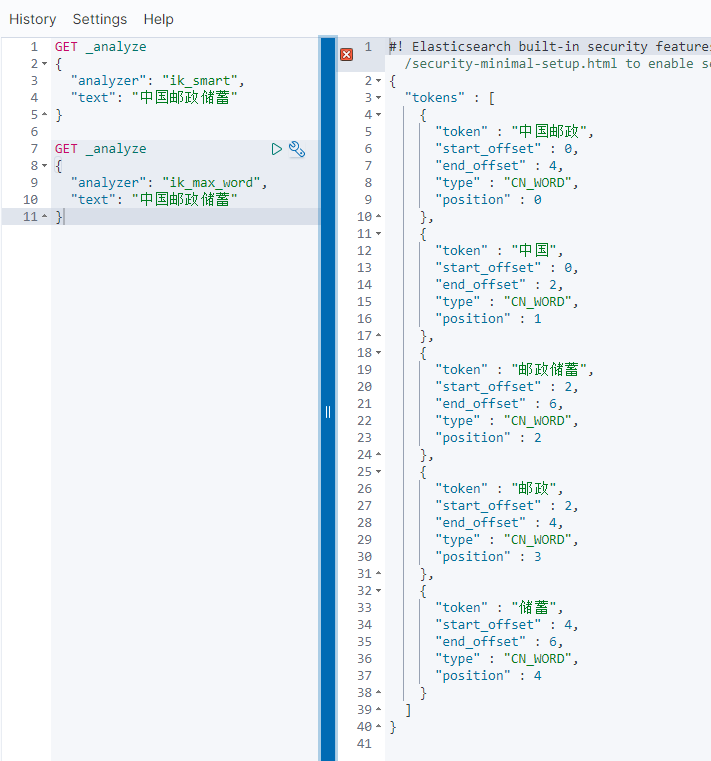 History Settings Help
1 GET _analyze
2 {
3 "analyzer": "ik_smart",
4 "text": "中国邮政储蓄"
5 }
6
7 GET _analyze
8 {
9 "analyzer": "ik_max_word",
10 "text": "中国邮政储蓄"
11 }
1 #! Elasticsearch built-in security
/security-minimal-setup.html to enable
2 {
3 "tokens" : [
4 {
5 "token" : "中国邮政",
6 "start_offset" : 0,
7 "end_offset" : 4,
8 "type" : "CN_WORD",
9 "position" : 0
10 },
11 {
12 "token" : "中国",
13 "start_offset" : 0,
14 "end_offset" : 2,
15 "type" : "CN_WORD",
16 "position" : 1
17 },
18 {
19 "token" : "邮政储蓄",
20 "start_offset" : 2,
21 "end_offset" : 6,
22 "type" : "CN_WORD",
23 "position" : 2
24 },
25 {
26 "token" : "邮政",
27 "start_offset" : 2,
28 "end_offset" : 4,
29 "type" : "CN_WORD",
30 "position" : 3
31 },
32 {
33 "token" : "储蓄",
34 "start_offset" : 4,
35 "end_offset" : 6,
36 "type" : "CN_WORD",
37 "position" : 4
38 }
39 ]
40 }
41